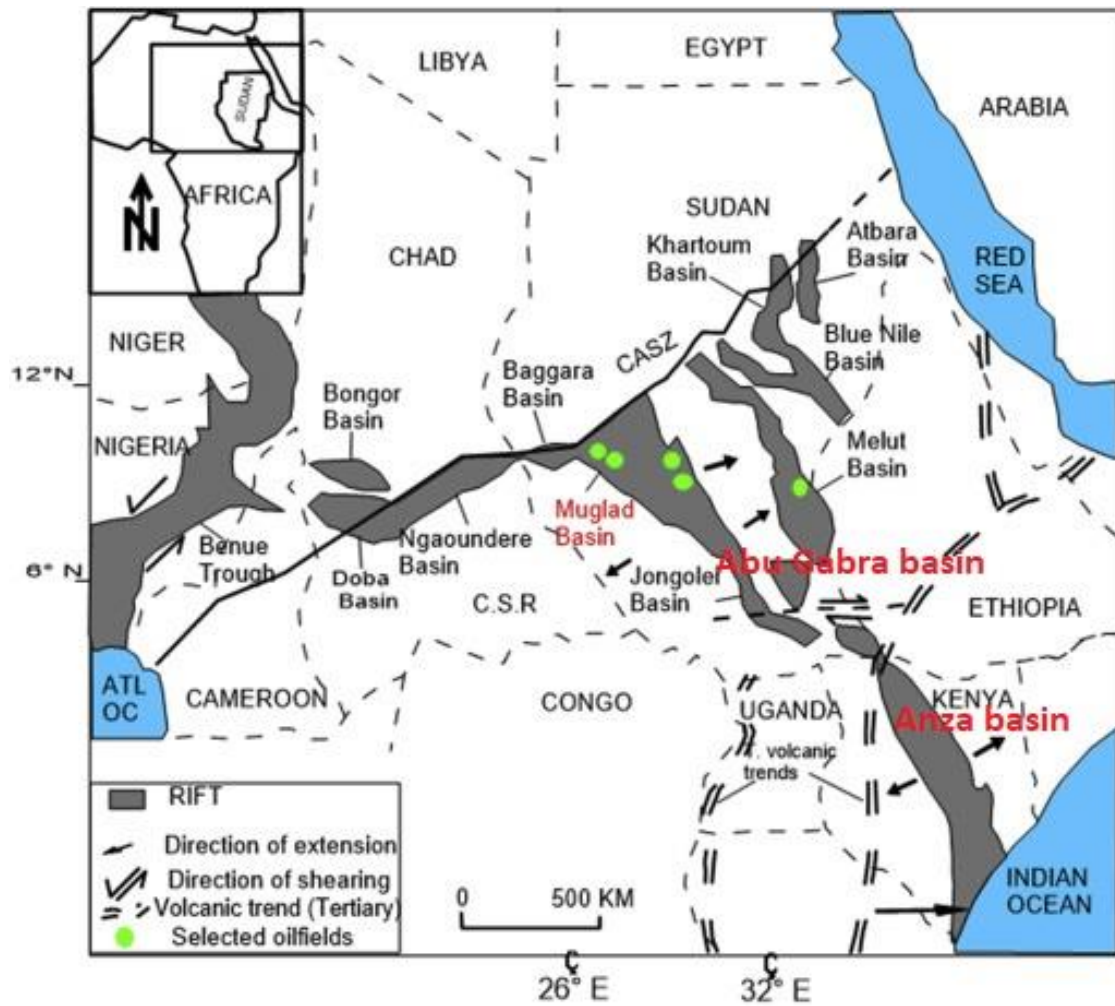 LIBYA
EGYPT
ARABIA
SUDAN
AFRICA
N
SUDAN
CHAD
Khartoum
Basin
Atbara
Basin
RED
SEA
NIGER
12°N
CASZ
Blue Nile
Basin
Baggara
Basin
Bongor
Basin
NIGERIA
Melut
Basin
Muglad
Basin
Benue
Trough
Ngaoundere
Basin
Doba
Basin
6° N
Abu Gabra basin
Jongolei
Basin
C.S.R
ETHIOPIA
ATL
OC
CAMEROON
CONGO
UGANDA
KENYA
Anza basin
T. volcanic
trends
RIFT
Direction of extension
Direction of shearing
Volcanic trend (Tertiary)
Selected oilfields
0 500 KM
INDIAN
OCEAN
26° E
32° E